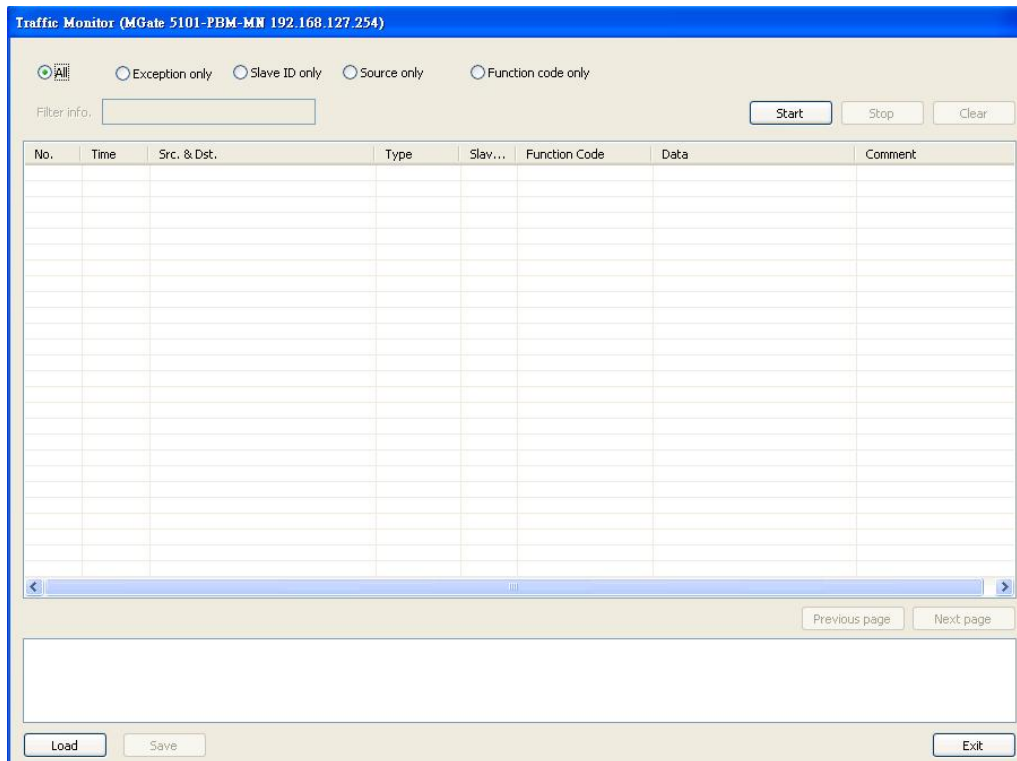 Traffic Monitor (MGate 5101-PBM-MN 192.168.127.254)
All Exception only Slave ID only Source only Function code only
Filter info. Start Stop Clear
No. Time Src. & Dst. Type Slav... Function Code Data Comment
Previous page Next page
Load Save Exit